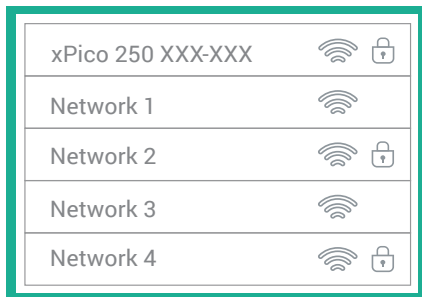 xPico 250 XXX-XXX
Network 1
Network 2
Network 3
Network 4